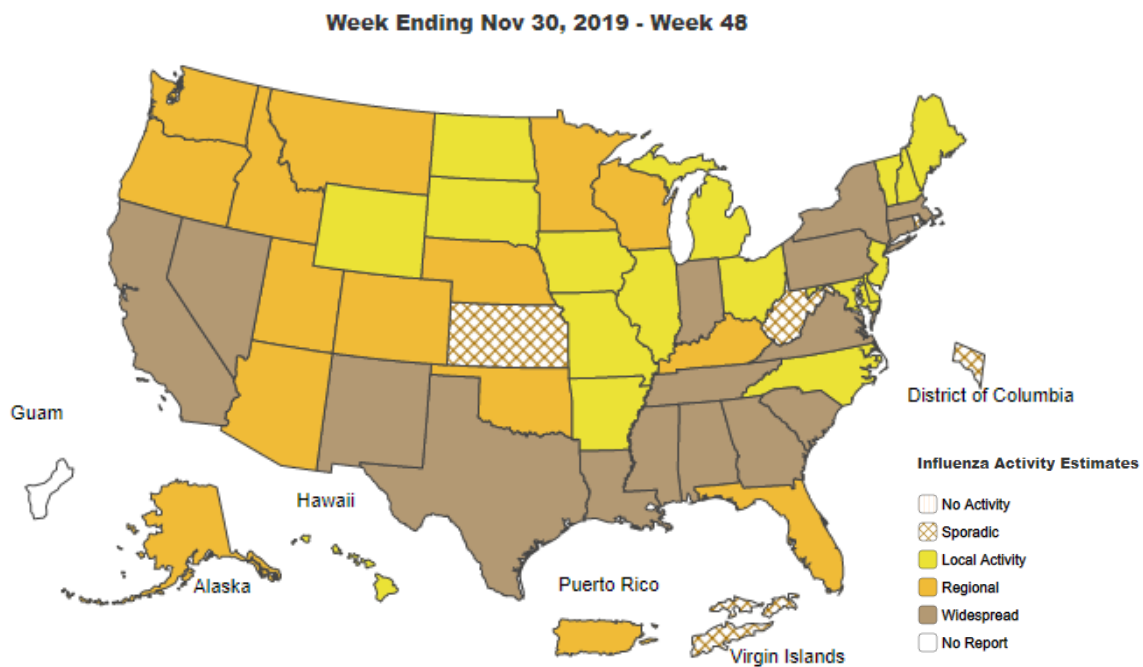 Week Ending Nov 30, 2019 - Week 48
District of Columbia
Guam
Influenza Activity Estimates
Hawaii
No Activity
Sporadic
Local Activity
Alaska
Puerto Rico
Regional
Widespread
No Report
Virgin Islands